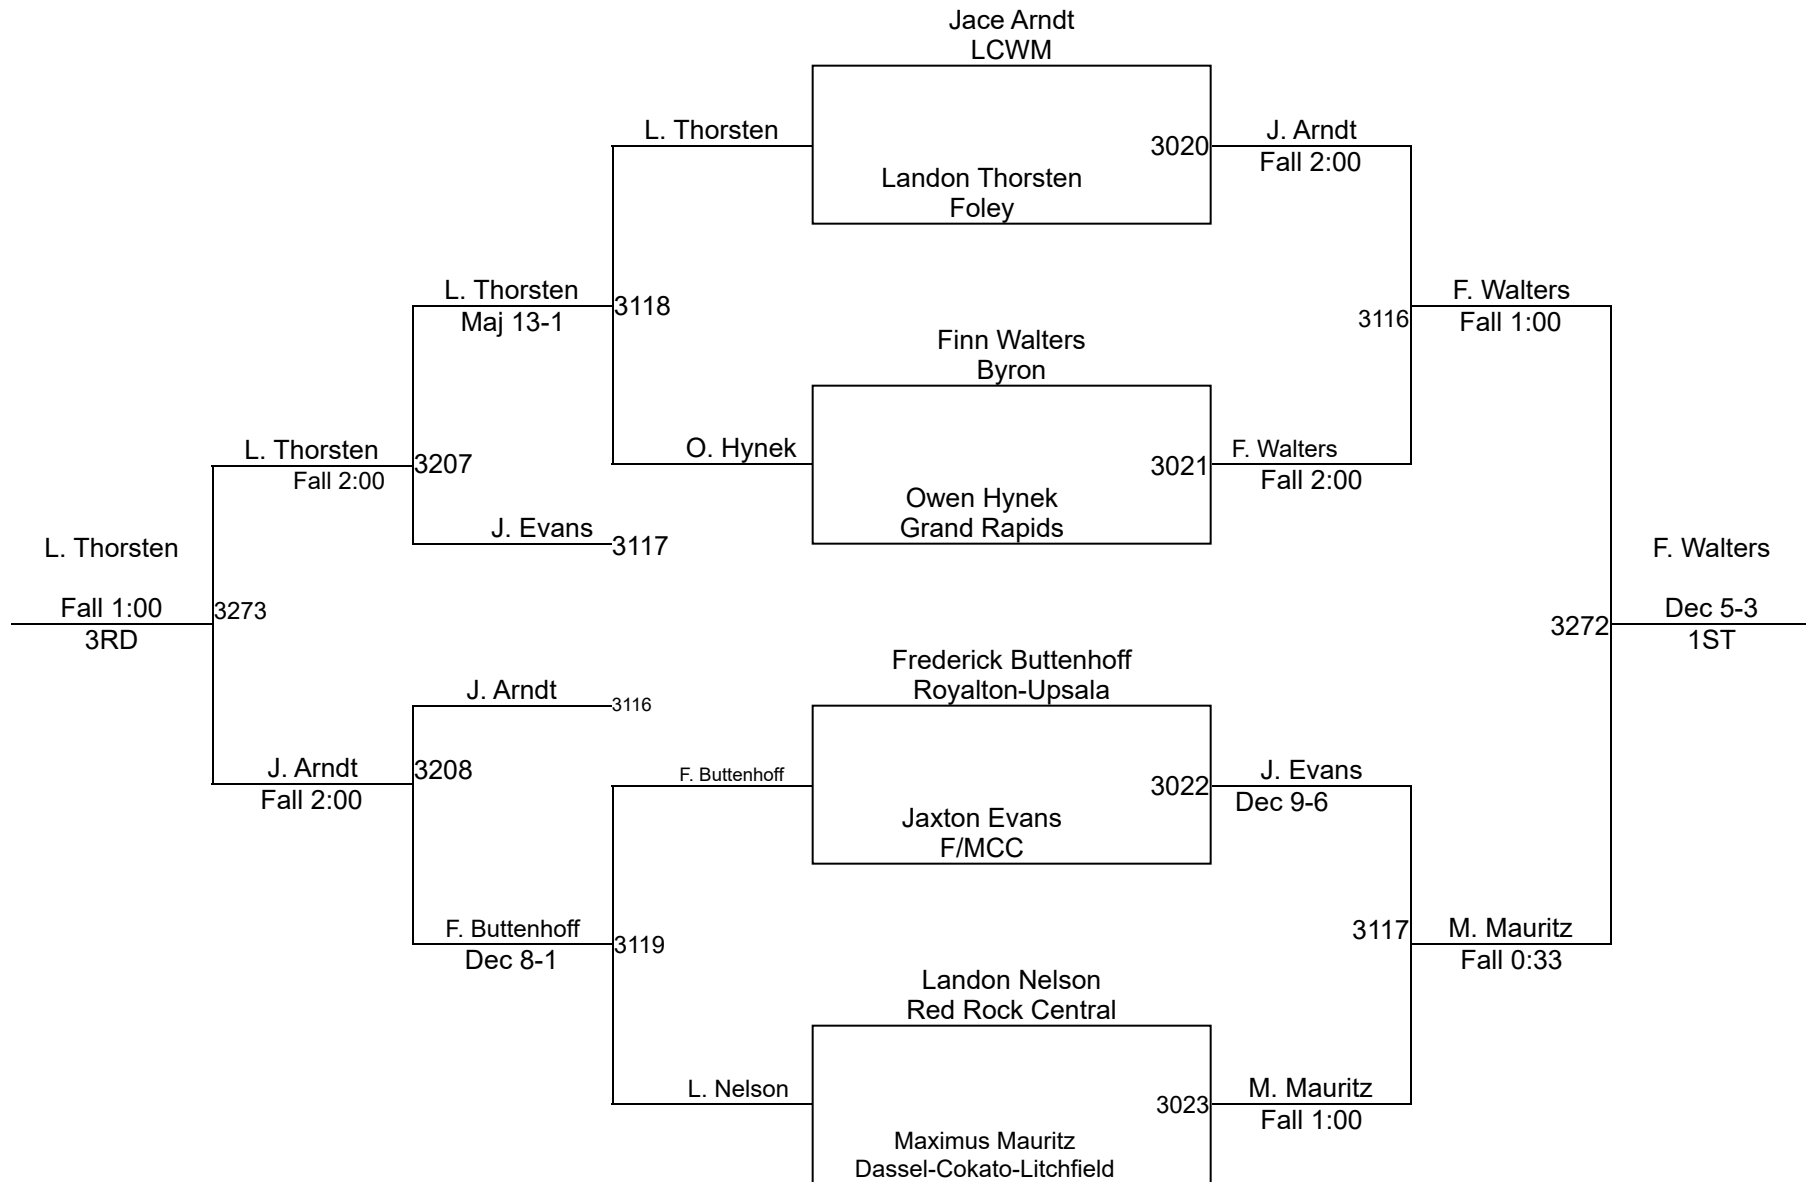 Jace Arndt
LCWM
L. Thorsten
3020
J. Arndt
Fall 2:00
Landon Thorsten
Foley
L. Thorsten
Maj 13-1
3118
3116
F. Walters
Fall 1:00
Finn Walters
Byron
L. Thorsten
Fall 2:00
3207
O. Hynek
3021
F. Walters
Fall 2:00
Owen Hynek
Grand Rapids
J. Evans
3117
L. Thorsten
Fall 1:00
3RD
3273
F. Walters
Dec 5-3
1ST
3272
Frederick Buttenhoff
Royalton-Upsala
J. Arndt
3116
J. Arndt
Fall 2:00
3208
F. Buttenhoff
3022
J. Evans
Dec 9-6
Jaxton Evans
F/MCC
F. Buttenhoff
Dec 8-1
3119
3117
M. Mauritz
Fall 0:33
Landon Nelson
Red Rock Central
L. Nelson
3023
M. Mauritz
Fall 1:00
Maximus Mauritz
Dassel-Cokato-Litchfield